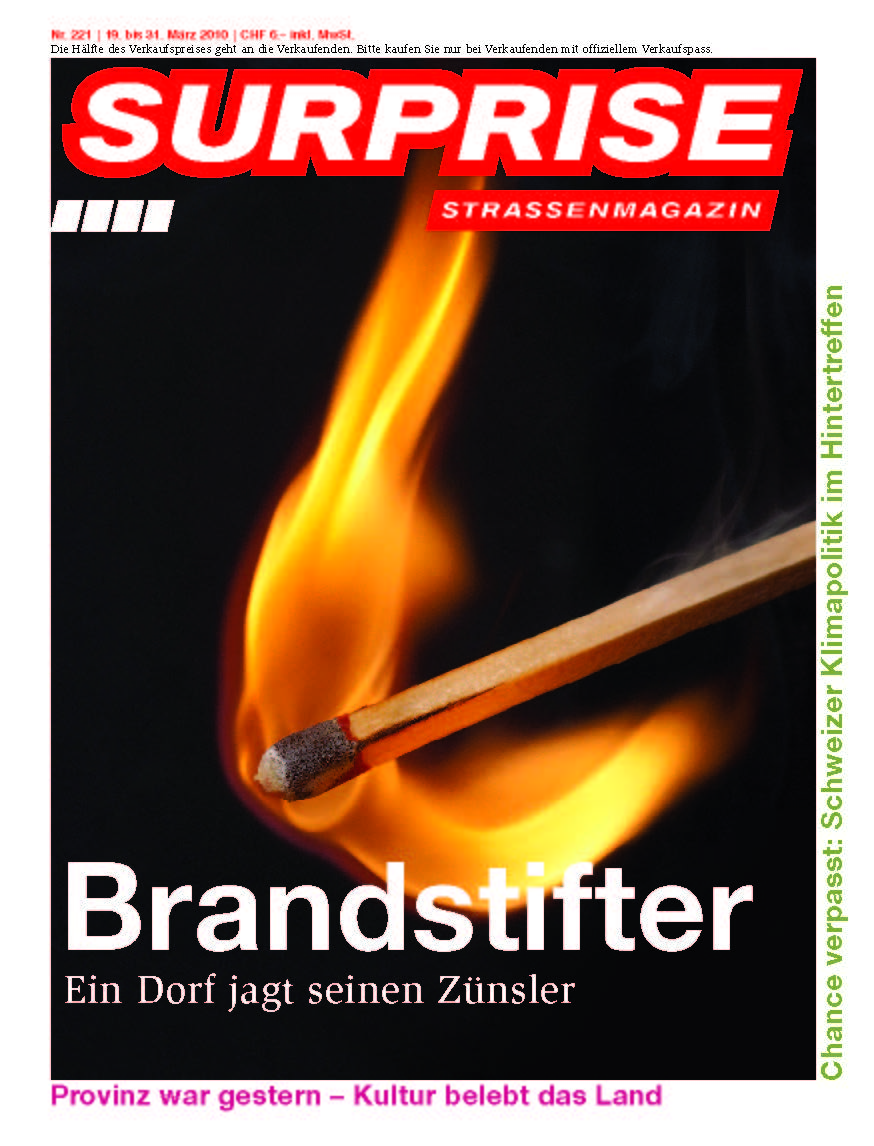 Nr. 221 | 19. bis 31. März 2010 | CHF 6.– inkl. MwSt.
Die Hälfte des Verkaufspreises geht an die Verkaufenden. Bitte kaufen Sie nur bei Verkaufenden mit offiziellem Verkaufspass.
SURPRISE
STRASSENMAGAZIN
Chance verpasst: Schweizer Klimapolitik im Hintertreffen
Brandstifter
Ein Dorf jagt seinen Zünsler
Provinz war gestern – Kultur belebt das Land